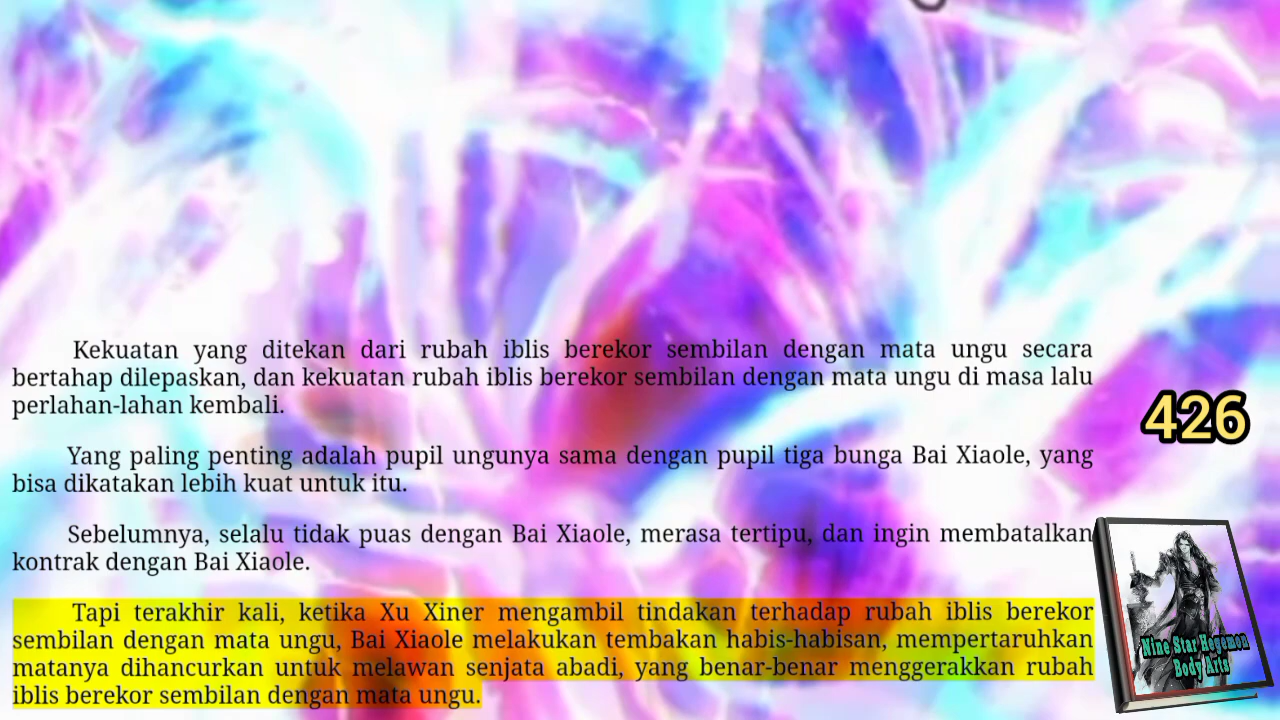 Kekuatan yang ditekan dari rubah iblis berekor sembilan dengan mata ungu secara
bertahap dilepaskan, dan kekuatan rubah iblis berekor sembilan dengan mata ungu di masa lalu
perlahan-lahan kembali.
Yang paling penting adalah pupil ungunya sama dengan pupil tiga bunga Bai Xiaole, yang
bisa dikatakan lebih kuat untuk itu.
Sebelumnya, selalu tidak puas dengan Bai Xiaole, merasa tertipu, dan ingin membatalkan
kontrak dengan Bai Xiaole.
Tapi terakhir kali, ketika Xu Xiner mengambil tindakan terhadap rubah iblis berekor
sembilan dengan mata ungu, Bai Xiaole melakukan tembakan habis-habisan, mempertaruhkan
matanya dihancurkan untuk melawan senjata abadi, yang benar-benar menggerakkan rubah
iblis berekor sembilan dengan mata ungu.
426
Nine Star Hegemon
Body Arts